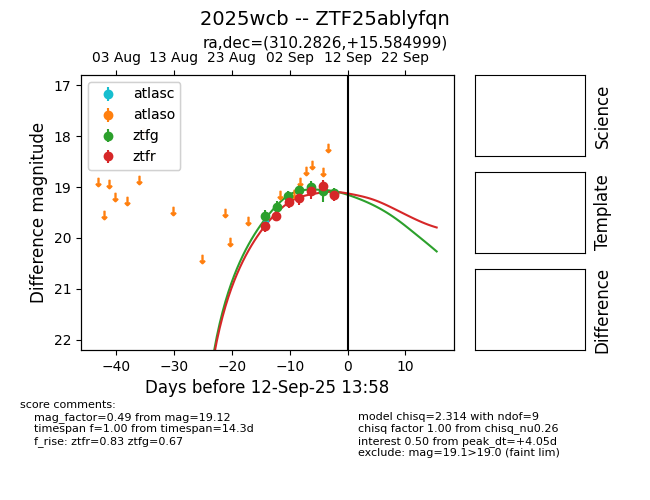 2025wcb -- ZTF25ablyfqn
ra,dec=(310.2826,+15.584999)
03 Aug 13 Aug 23 Aug 02 Sep 12 Sep 22 Sep
17
18
19
20
21
22
Difference magnitude
atlasc
atlaso
ztfg
ztfr
−40 −30 −20 −10 0 10
Days before 12-Sep-25 13:58
Science
Template
Difference
score comments:
mag_factor=0.49 from mag=19.12
timespan f=1.00 from timespan=14.3d
f_rise: ztfr=0.83 ztfg=0.67
model chisq=2.314 with ndof=9
chisq factor 1.00 from chisq_nu0.26
interest 0.50 from peak_dt=+4.05d
exclude: mag=19.1>19.0 (faint lim)